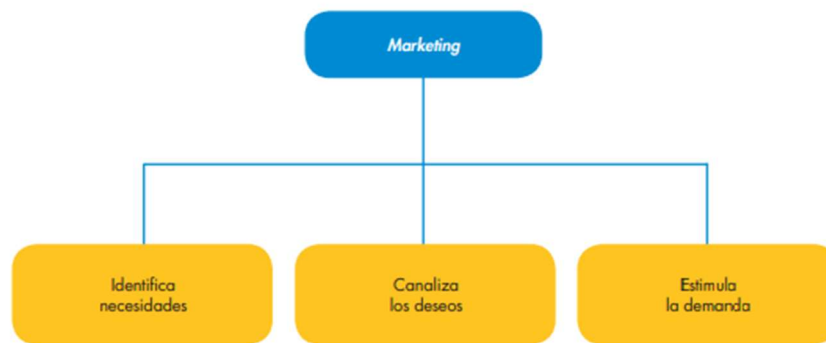 Marketing
Identifica
necesidades
Canaliza
los deseos
Estimula
la demanda